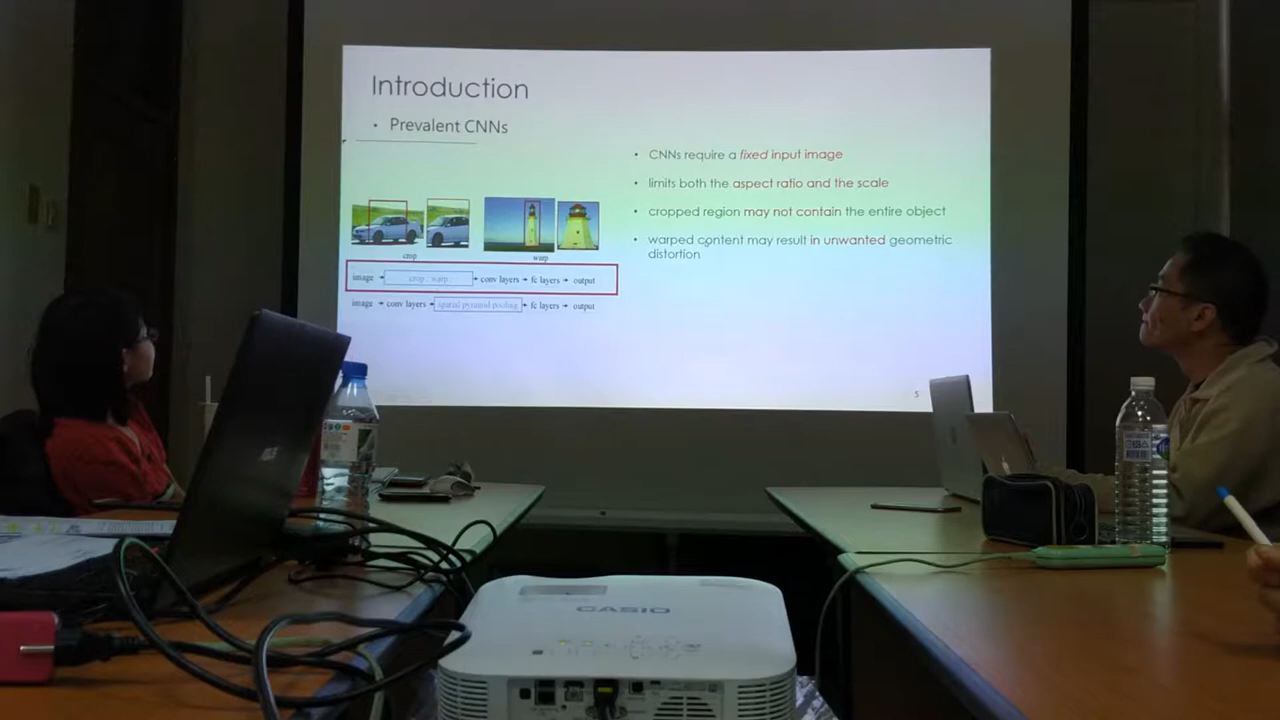 Introduction
• Prevalent CNNs
• CNNs require a fixed input image
• limits both the aspect ratio and the scale
• cropped region may not contain the entire object
• warped content may result in unwanted geometric
distortion
crop
warp
image → crop / warp → conv layers → fc layers → output
image → conv layers → spatial pyramid pooling → fc layers → output
5
CASIO